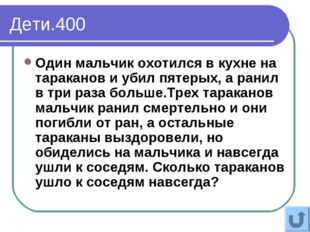 Дети.400
Один мальчик охотился в кухне на
тараканов и убил пятерых, а ранил
в три раза больше.Трех тараканов
мальчик ранил смертельно и они
погибли от ран, а остальные
тараканы выздоровели, но
обиделись на мальчика и навсегда
ушли к соседям. Сколько тараканов
ушло к соседям навсегда?